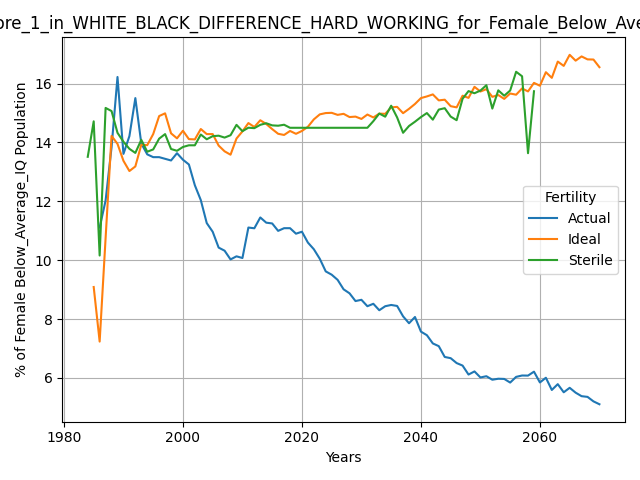 ore_1_in_WHITE_BLACK_DIFFERENCE_HARD_WORKING_for_Female_Below_Ave
% of Female Below_Average_IQ Population
16
14
12
10
8
6
Fertility
Actual
Ideal
Sterile
1980 2000 2020 2040 2060
Years